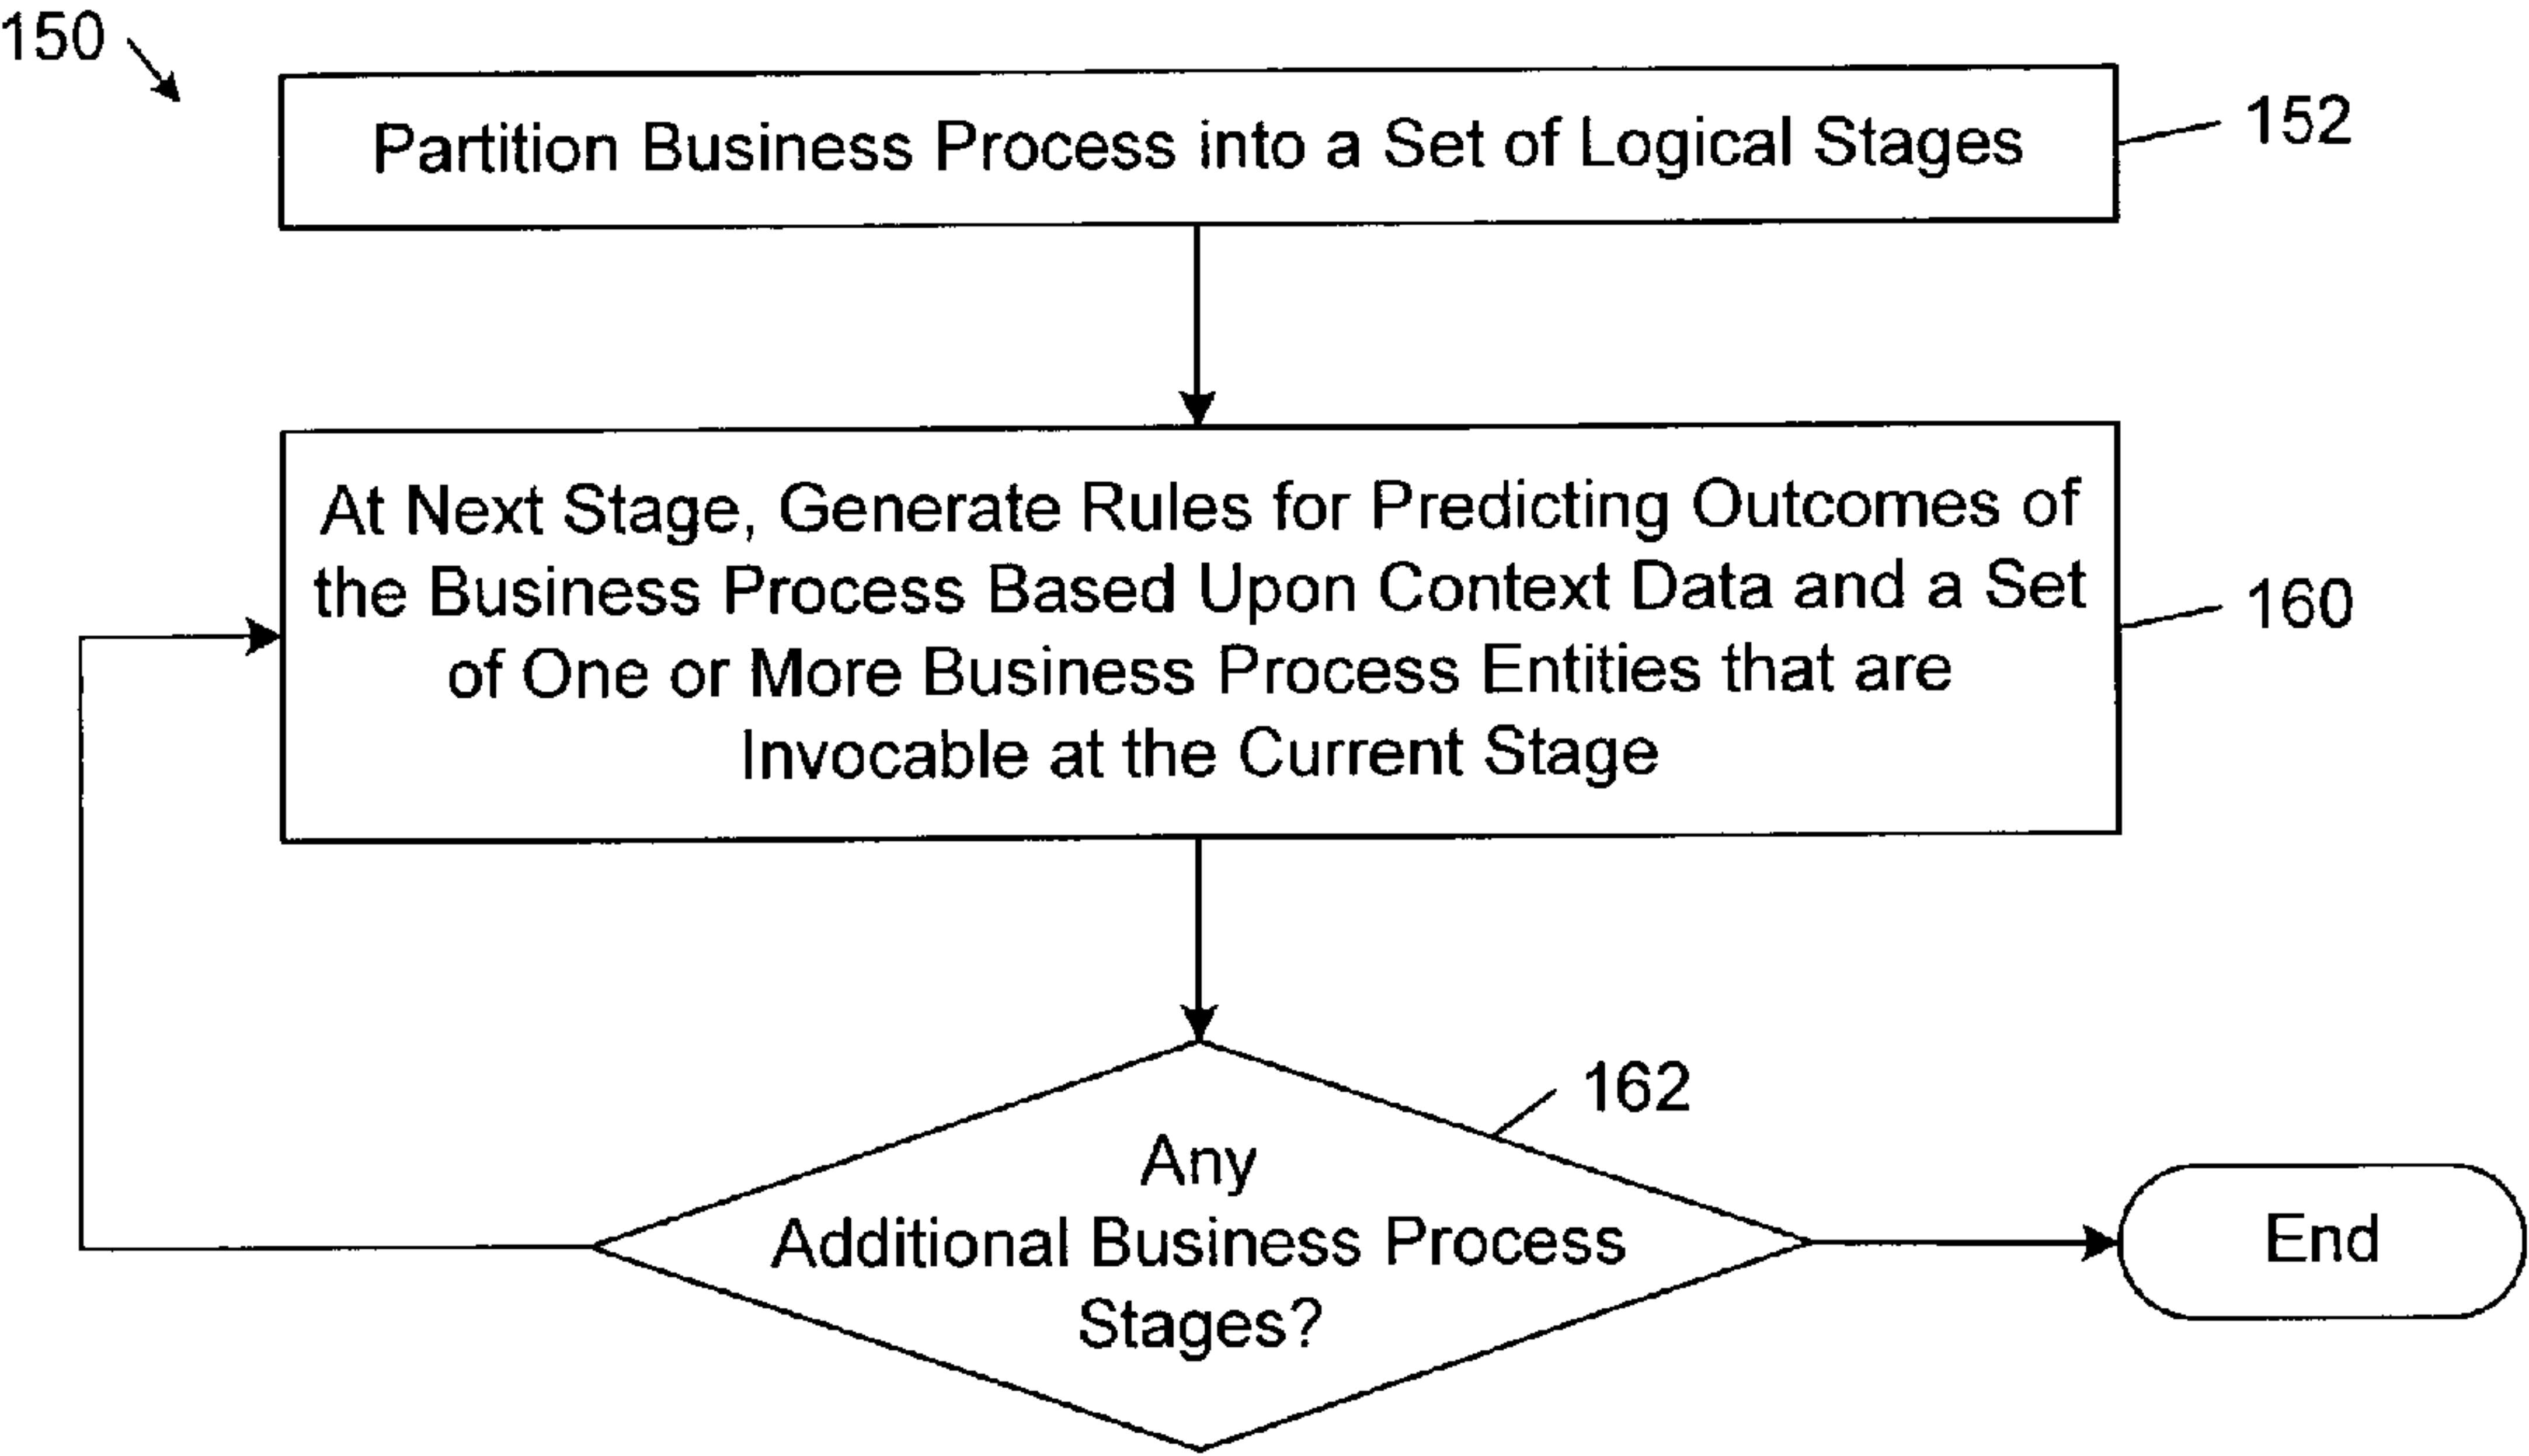 150
Partition Business Process into a Set of Logical Stages
152
At Next Stage, Generate Rules for Predicting Outcomes of
the Business Process Based Upon Context Data and a Set
of One or More Business Process Entities that are
Invocable at the Current Stage
160
162
Any
Additional Business Process
Stages?
End